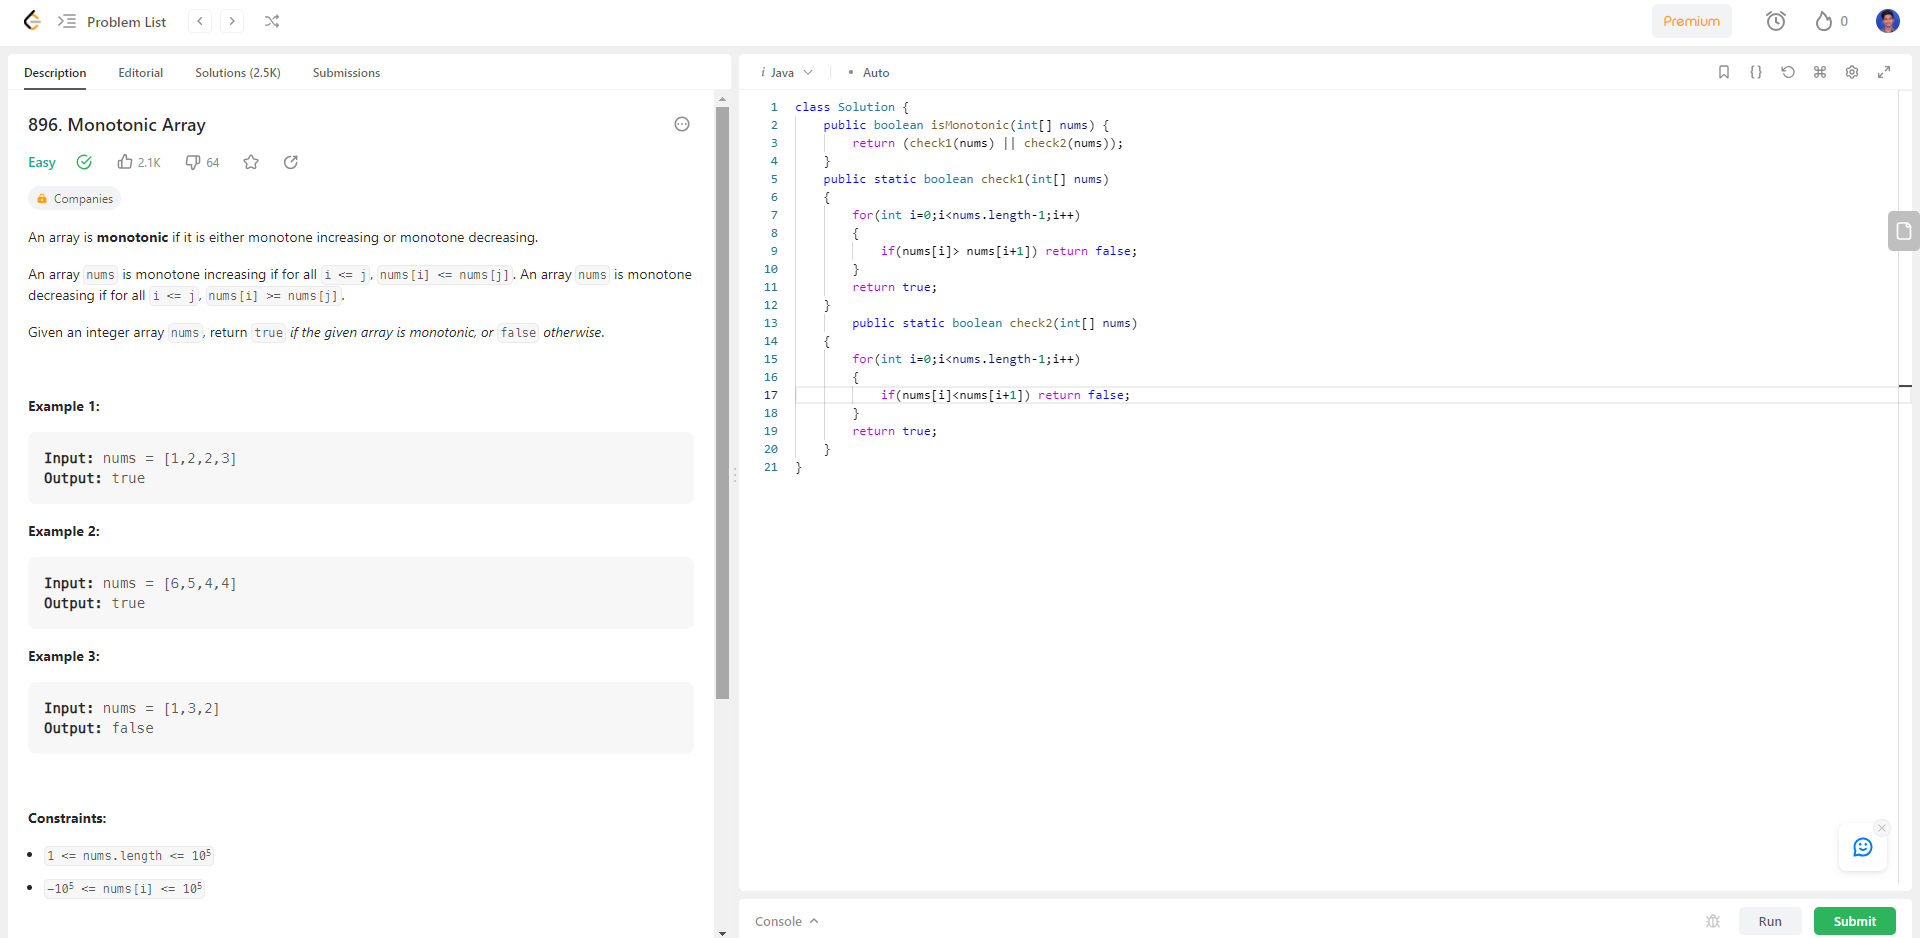 Problem List
Premium
0
Description Editorial Solutions (2.5K) Submissions
896. Monotonic Array
Easy 2.1K 64
Companies
An array is monotonic if it is either monotone increasing or monotone decreasing.
An array nums is monotone increasing if for all i <= j, nums[i] <= nums[j]. An array nums is monotone
decreasing if for all i <= j, nums[i] >= nums[j].
Given an integer array nums, return true if the given array is monotonic, or false otherwise.
Example 1:
Input: nums = [1,2,2,3]
Output: true
Example 2:
Input: nums = [6,5,4,4]
Output: true
Example 3:
Input: nums = [1,3,2]
Output: false
Constraints:
• 1 <= nums.length <= 10⁵
• -10⁵ <= nums[i] <= 10⁵
i Java • Auto
1 class Solution {
2     public boolean isMonotonic(int[] nums) {
3         return (check1(nums) || check2(nums));
4     }
5     public static boolean check1(int[] nums)
6     {
7         for(int i=0;i<nums.length-1;i++)
8         {
9             if(nums[i]> nums[i+1]) return false;
10         }
11         return true;
12     }
13         public static boolean check2(int[] nums)
14     {
15         for(int i=0;i<nums.length-1;i++)
16         {
17             if(nums[i]<nums[i+1]) return false;
18         }
19         return true;
20     }
21 }
Console
Run Submit